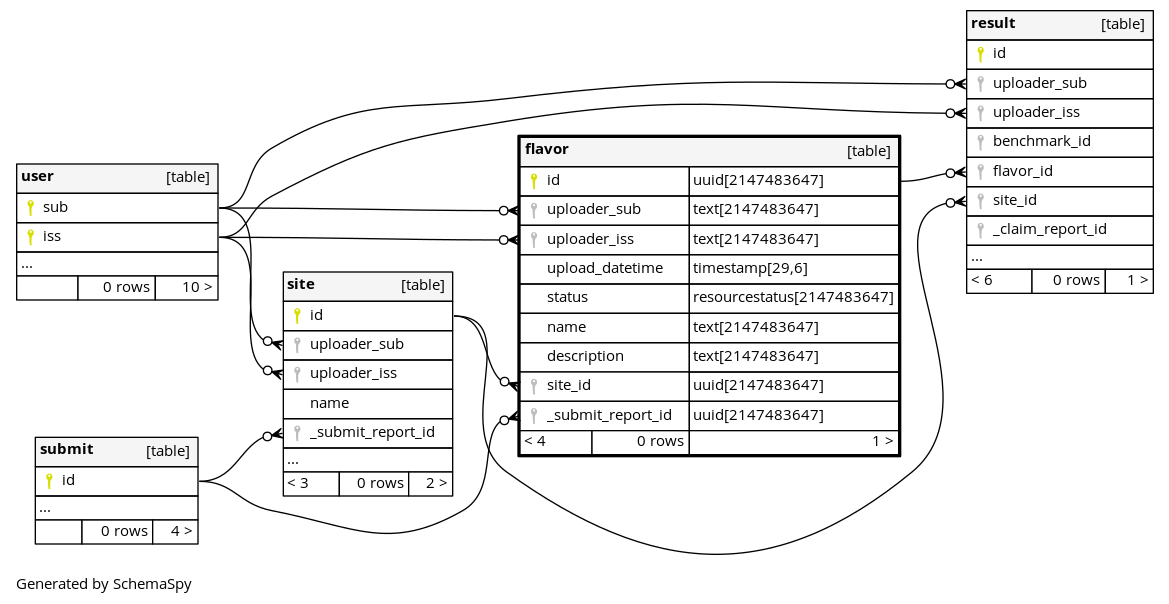 result [table]
id
uploader_sub
uploader_iss
benchmark_id
flavor_id
site_id
_claim_report_id
...
< 6 0 rows 1 >
flavor [table]
id uuid[2147483647]
uploader_sub text[2147483647]
uploader_iss text[2147483647]
upload_datetime timestamp[29,6]
status resourcestatus[2147483647]
name text[2147483647]
description text[2147483647]
site_id uuid[2147483647]
_submit_report_id uuid[2147483647]
< 4 0 rows 1 >
user [table]
sub
iss
...
0 rows 10 >
site [table]
id
uploader_sub
uploader_iss
name
_submit_report_id
...
< 3 0 rows 2 >
submit [table]
id
...
0 rows 4 >
Generated by SchemaSpy